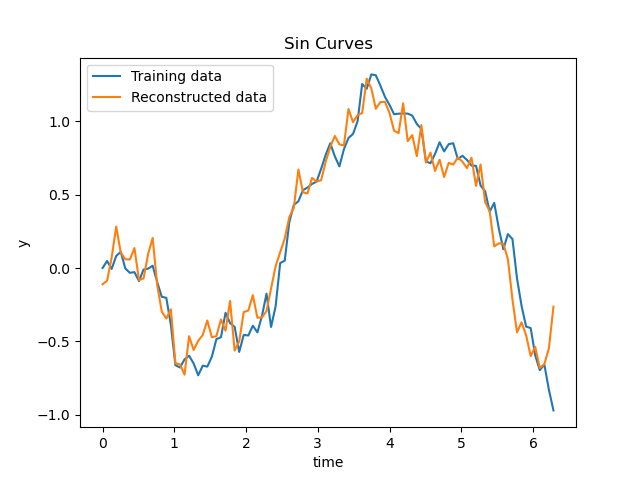 Sin Curves
Training data
Reconstructed data
1.0
0.5
0.0
−0.5
−1.0
y
0 1 2 3 4 5 6
time